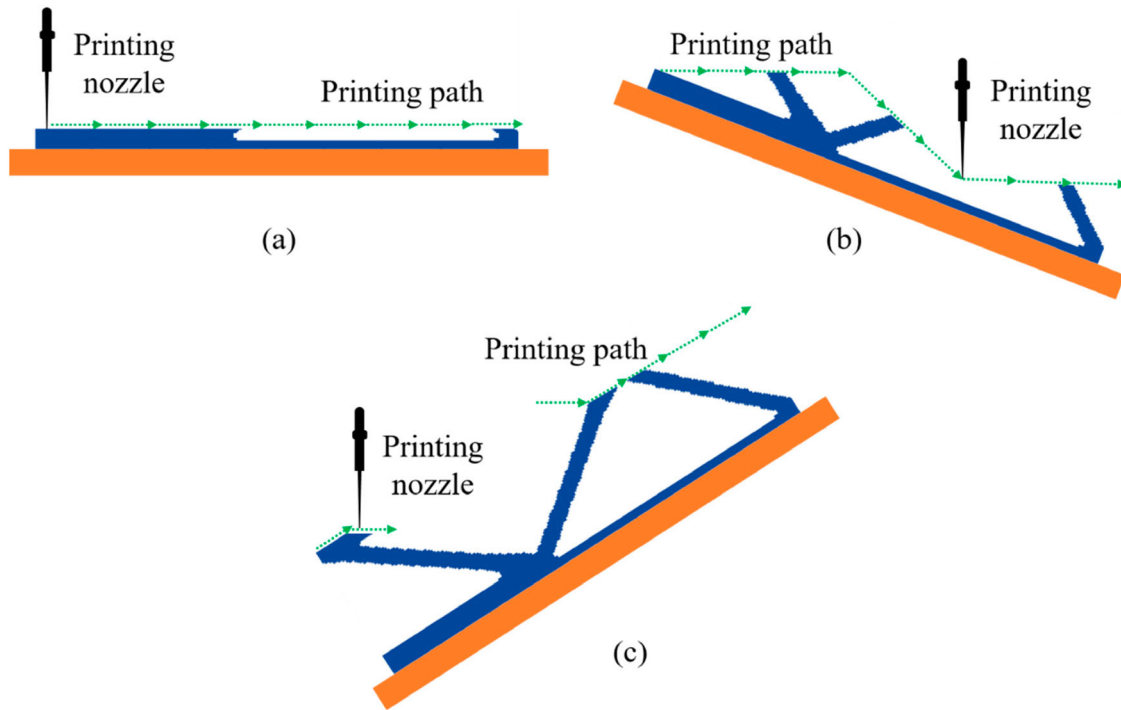 Printing
nozzle
Printing path
(a)
Printing path
Printing
nozzle
(b)
Printing path
Printing
nozzle
(c)